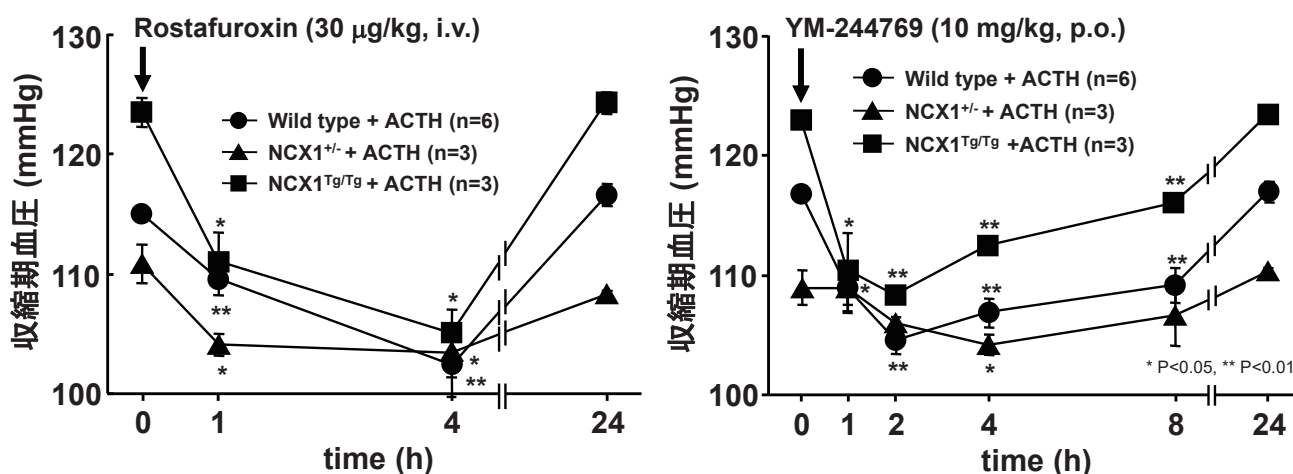 Rostafuroxin (30 μg/kg, i.v.)
130
120
110
100
収縮期血圧 (mmHg)
Wild type + ACTH (n=6)
NCX1+/- + ACTH (n=3)
NCX1Tg/Tg + ACTH (n=3)
*
**
*
*
*
**
0 1 4 24
time (h)
YM-244769 (10 mg/kg, p.o.)
130
120
110
100
収縮期血圧 (mmHg)
Wild type + ACTH (n=6)
NCX1+/- + ACTH (n=3)
NCX1Tg/Tg +ACTH (n=3)
*
*
**
**
**
**
*
**
**
* P<0.05, ** P<0.01
0 1 2 4 8 24
time (h)